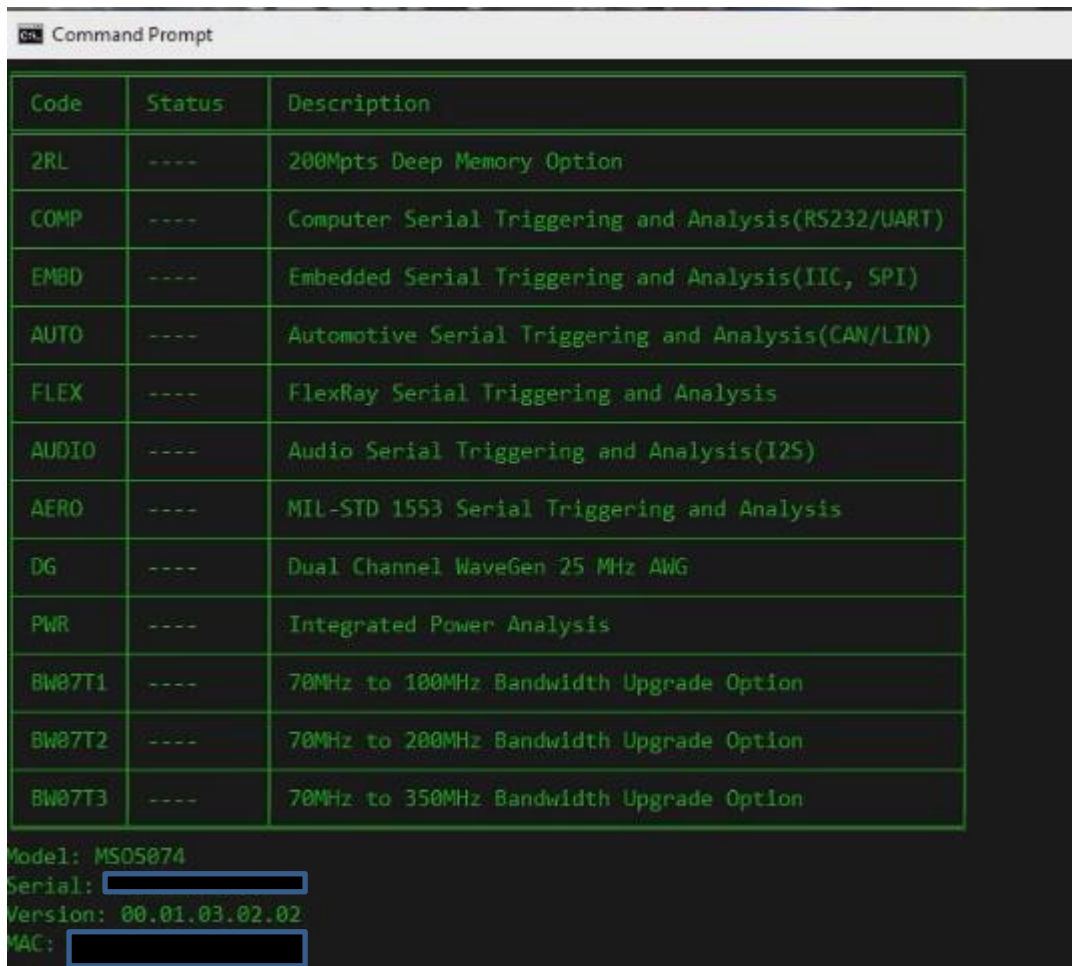 Command Prompt
Code Status Description
2RL ---- 200Mpts Deep Memory Option
COMP ---- Computer Serial Triggering and Analysis(RS232/UART)
EMBD ---- Embedded Serial Triggering and Analysis(IIC, SPI)
AUTO ---- Automotive Serial Triggering and Analysis(CAN/LIN)
FLEX ---- FlexRay Serial Triggering and Analysis
AUDIO ---- Audio Serial Triggering and Analysis(I2S)
AERO ---- MIL-STD 1553 Serial Triggering and Analysis
DG ---- Dual Channel WaveGen 25 MHz AWG
PWR ---- Integrated Power Analysis
BW07T1 ---- 70MHz to 100MHz Bandwidth Upgrade Option
BW07T2 ---- 70MHz to 200MHz Bandwidth Upgrade Option
BW07T3 ---- 70MHz to 350MHz Bandwidth Upgrade Option
Model: MSO5074
Serial:
Version: 00.01.03.02.02
MAC: